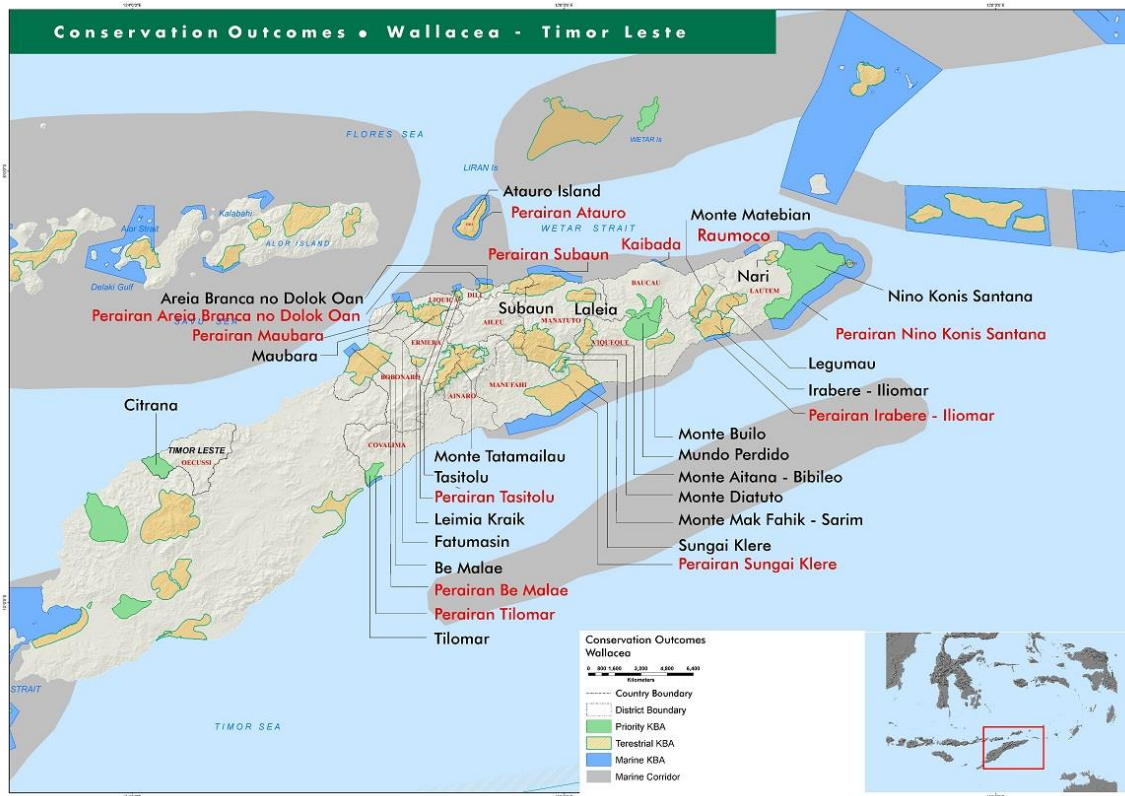 Conservation Outcomes • Wallacea - Timor Leste
FLORES SEA
WETAR Is
LIRAN Is
Atauro Island
Perairan Atauro
WETAR STRAIT
Alor Strait
Kalabahi
ALOR ISLAND
Delaki Gulf
Monte Matebian
Raumoco
Kaibada
Perairan Subaun
Nari
BAUCAU
LAUTEM
Areia Branca no Dolok Oan
Perairan Areia Branca no Dolok Oan
SAVU SEA
Perairan Maubara
Maubara
LIQUICA
DILI
Subaun
Laleia
AILEU
MANATUTO
VIQUEQUE
ERMERA
BOBONARO
AINARO
MANUFAHI
COVALIMA
Nino Konis Santana
Perairan Nino Konis Santana
Legumau
Irabere - Iliomar
Perairan Irabere - Iliomar
Citrana
TIMOR LESTE
OECUSSI
Monte Builo
Mundo Perdido
Monte Aitana - Bibileo
Monte Diatuto
Monte Mak Fahik - Sarim
Sungai Klere
Perairan Sungai Klere
Monte Tatamailau
Tasitolu
Perairan Tasitolu
Leimia Kraik
Fatumasin
Be Malae
Perairan Be Malae
Perairan Tilomar
Tilomar
STRAIT
TIMOR SEA
Conservation Outcomes
Wallacea
Kilometers
Country Boundary
District Boundary
Priority KBA
Terestrial KBA
Marine KBA
Marine Corridor